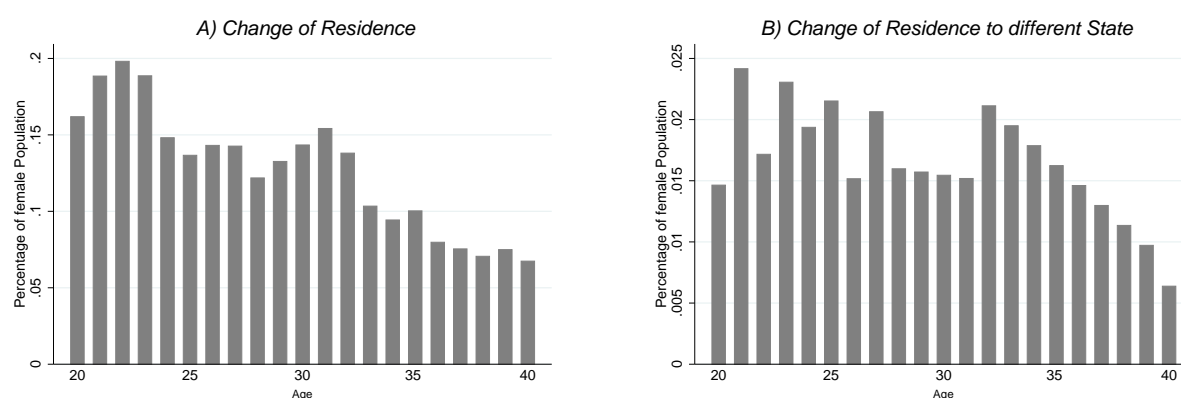 A) Change of Residence
Percentage of female Population
0 .05 .1 .15 .2
20 25 30 35 40
Age
B) Change of Residence to different State
Percentage of female Population
0 .005 .01 .015 .02 .025
20 25 30 35 40
Age